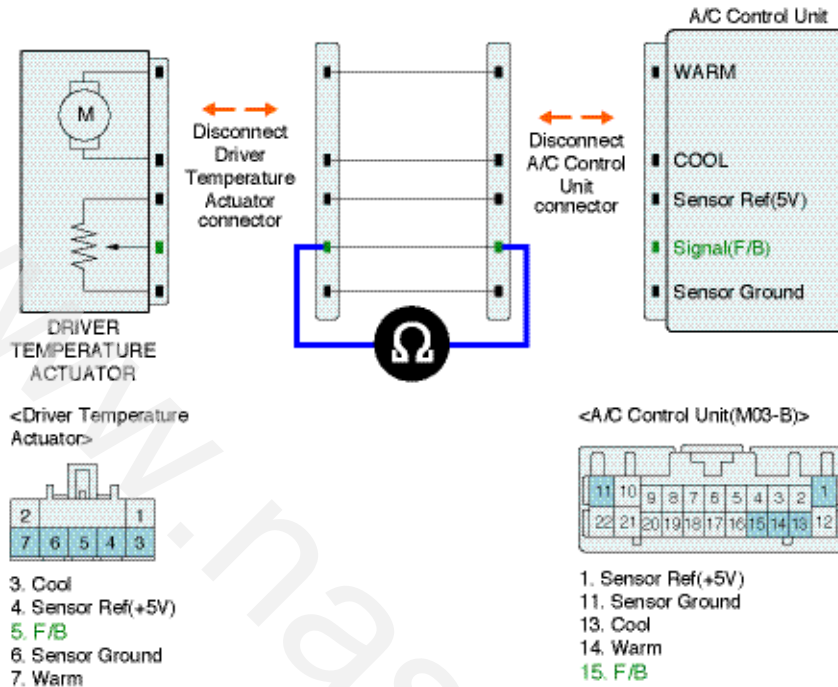 A/C Control Unit
M
WARM
COOL
Sensor Ref(5V)
Signal(F/B)
Sensor Ground
Disconnect
Driver
Temperature
Actuator
connector
Disconnect
A/C Control
Unit
connector
Ω
DRIVER
TEMPERATURE
ACTUATOR
<Driver Temperature
Actuator>
2 1
7 6 5 4 3
3. Cool
4. Sensor Ref(+5V)
5. F/B
6. Sensor Ground
7. Warm
<A/C Control Unit(M03-B)>
11 10 9 8 7 6 5 4 3 2 1
22 21 20 19 18 17 16 15 14 13 12
1. Sensor Ref(+5V)
11. Sensor Ground
13. Cool
14. Warm
15. F/B
www.nas